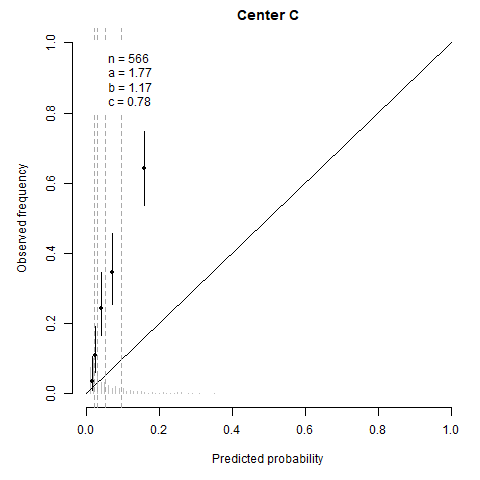 Center C
n = 566
a = 1.77
b = 1.17
c = 0.78
Observed frequency
1.0
0.8
0.6
0.4
0.2
0.0
0.0 0.2 0.4 0.6 0.8 1.0
Predicted probability